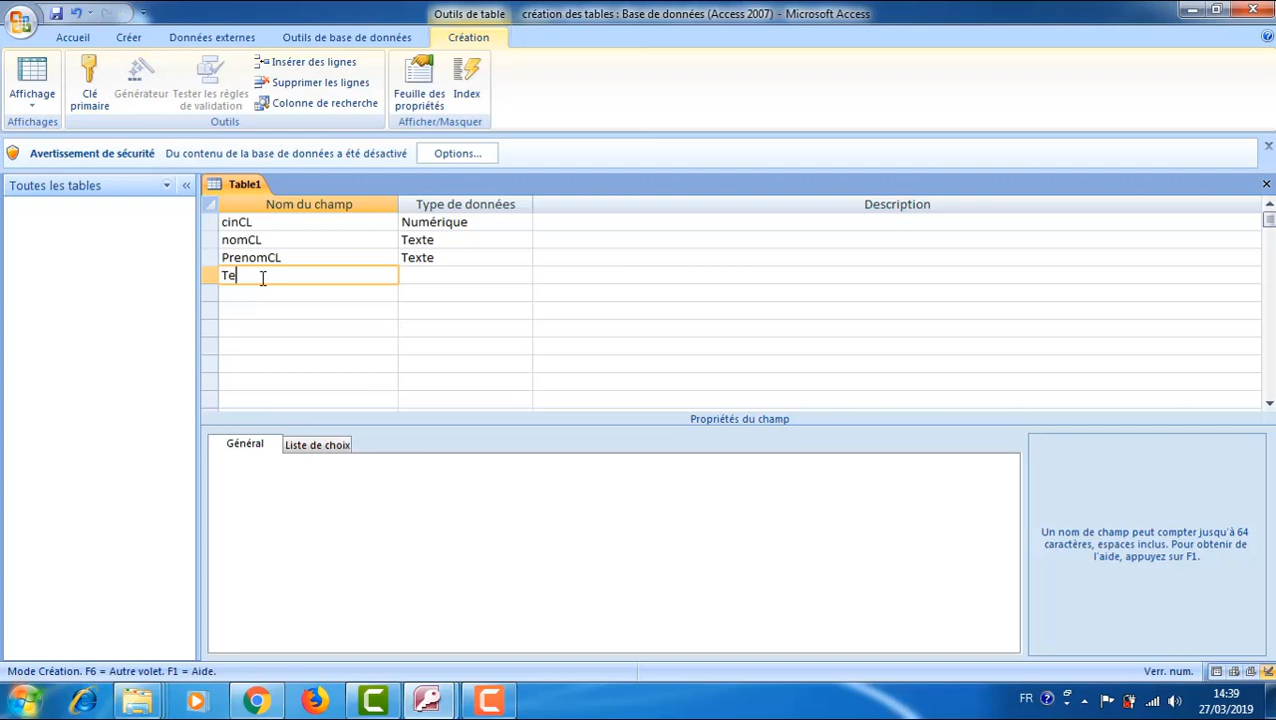 Outils de table
création des tables : Base de données (Access 2007) - Microsoft Access
Accueil
Créer
Données externes
Outils de base de données
Création
Affichage
Clé primaire
Générateur
Tester les règles de validation
Insérer des lignes
Supprimer les lignes
Colonne de recherche
Feuille des propriétés
Index
Affichages
Outils
Afficher/Masquer
Avertissement de sécurité
Du contenu de la base de données a été désactivé
Options...
Toutes les tables
Table1
Nom du champ
Type de données
Description
cinCL
Numérique
nomCL
Texte
PrenomCL
Texte
Te
Propriétés du champ
Général
Liste de choix
Un nom de champ peut compter jusqu'à 64
caractères, espaces inclus. Pour obtenir de
l'aide, appuyez sur F1.
Mode Création. F6 = Autre volet. F1 = Aide.
Verr. num.
FR
14:39
27/03/2019